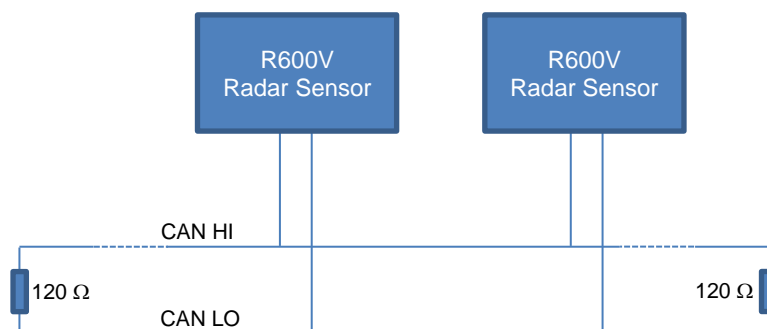 R600V
Radar Sensor
R600V
Radar Sensor
CAN HI
120 Ω
120 Ω
CAN LO